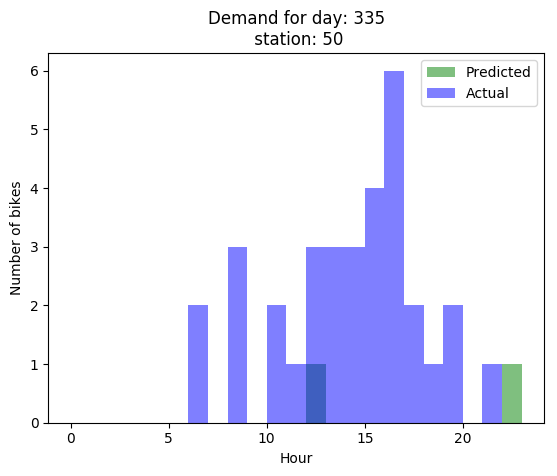 Demand for day: 335
station: 50
Predicted
Actual
Number of bikes
6
5
4
3
2
1
0
0
5
10
15
20
Hour